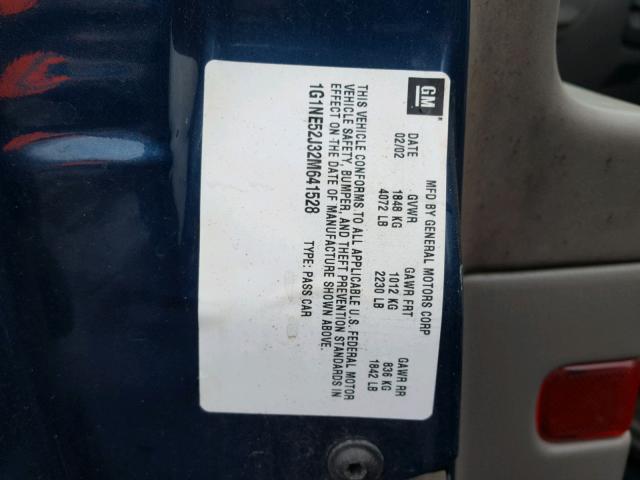 GM
MFD BY GENERAL MOTORS CORP
DATE GVWR GAWR FRT GAWR RR
02/02 1848 KG 1012 KG 836 KG
4072 LB 2230 LB 1842 LB
THIS VEHICLE CONFORMS TO ALL APPLICABLE U.S. FEDERAL MOTOR
VEHICLE SAFETY, BUMPER, AND THEFT PREVENTION STANDARDS IN
EFFECT ON THE DATE OF MANUFACTURE SHOWN ABOVE.
1G1NE52J32M641528 TYPE: PASS CAR